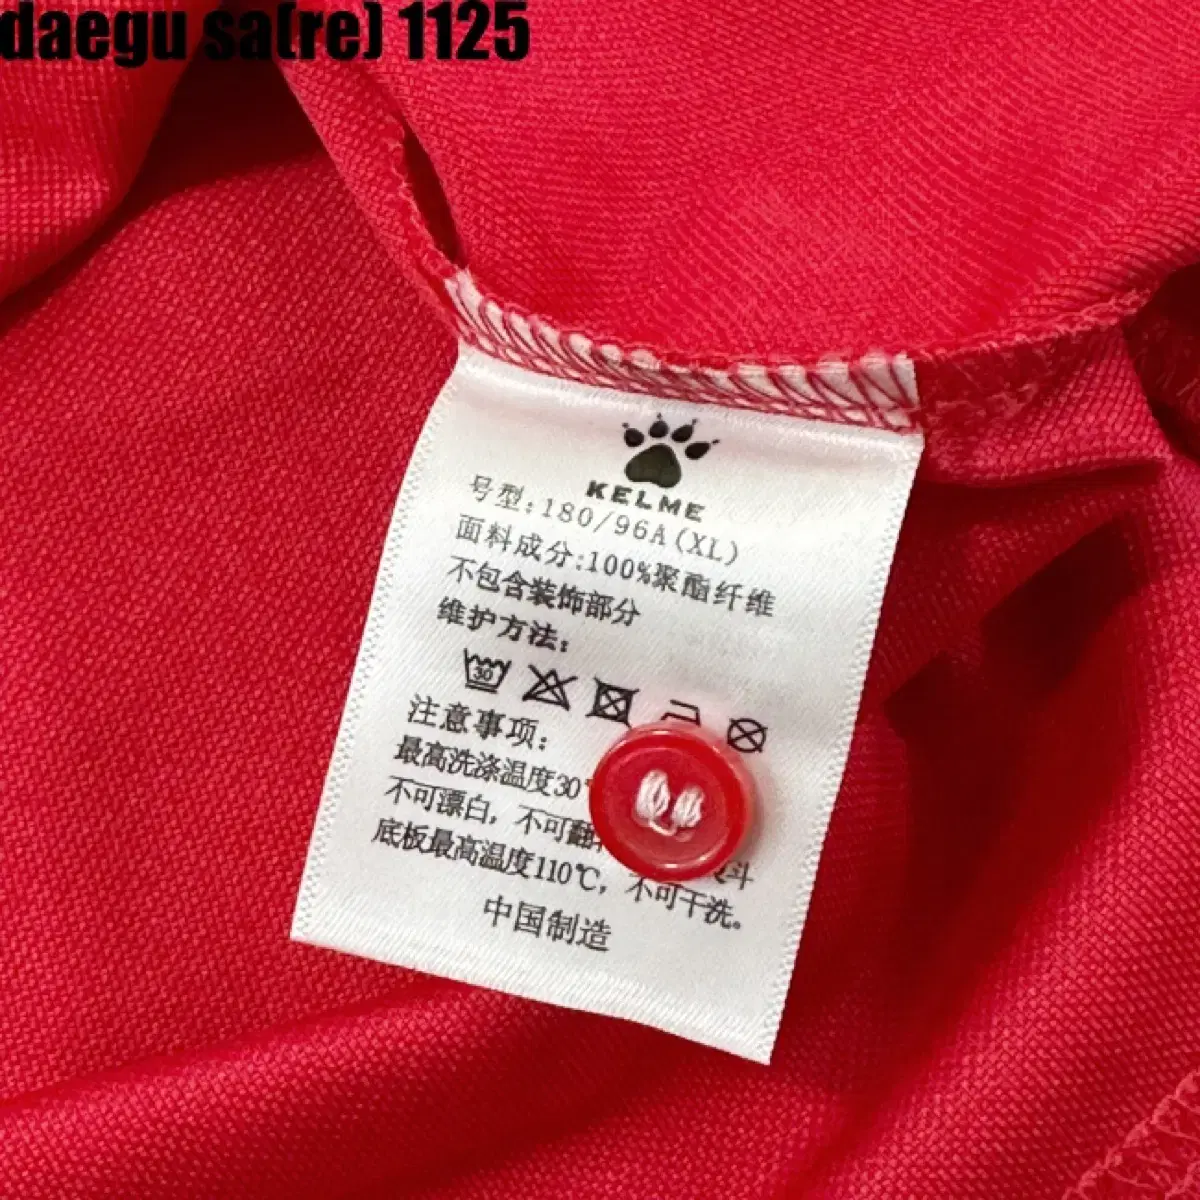 daegu sa(re) 1125
KELME
号型:180/96A(XL)
面料成分:100%聚酯纤维
不包含装饰部分
维护方法:
30
注意事项:
最高洗涤温度30
不可漂白，不可翻
斗
底板最高温度110℃，不可干洗。
中国制造